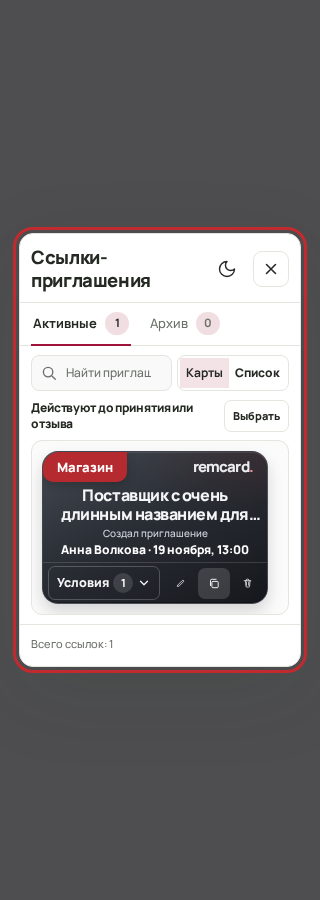 Ссылки-
приглашения
Активные 1 Архив 0
Найти приглаш
Карты Список
Действуют до принятия или
отзыва
Выбрать
Магазин
remcard.
Поставщик с очень
длинным названием для...
Создал приглашение
Анна Волкова · 19 ноября, 13:00
Условия 1
Всего ссылок: 1